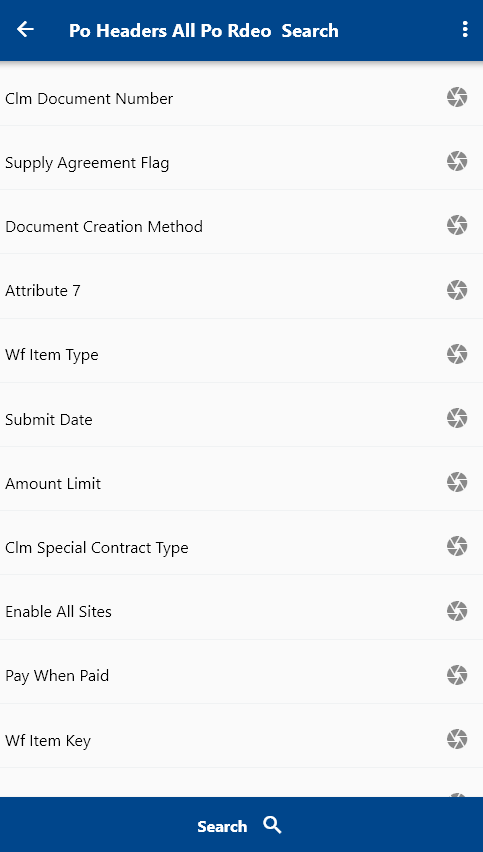 Po Headers All Po Rdeo  Search
Clm Document Number
Supply Agreement Flag
Document Creation Method
Attribute 7
Wf Item Type
Submit Date
Amount Limit
Clm Special Contract Type
Enable All Sites
Pay When Paid
Wf Item Key
Search